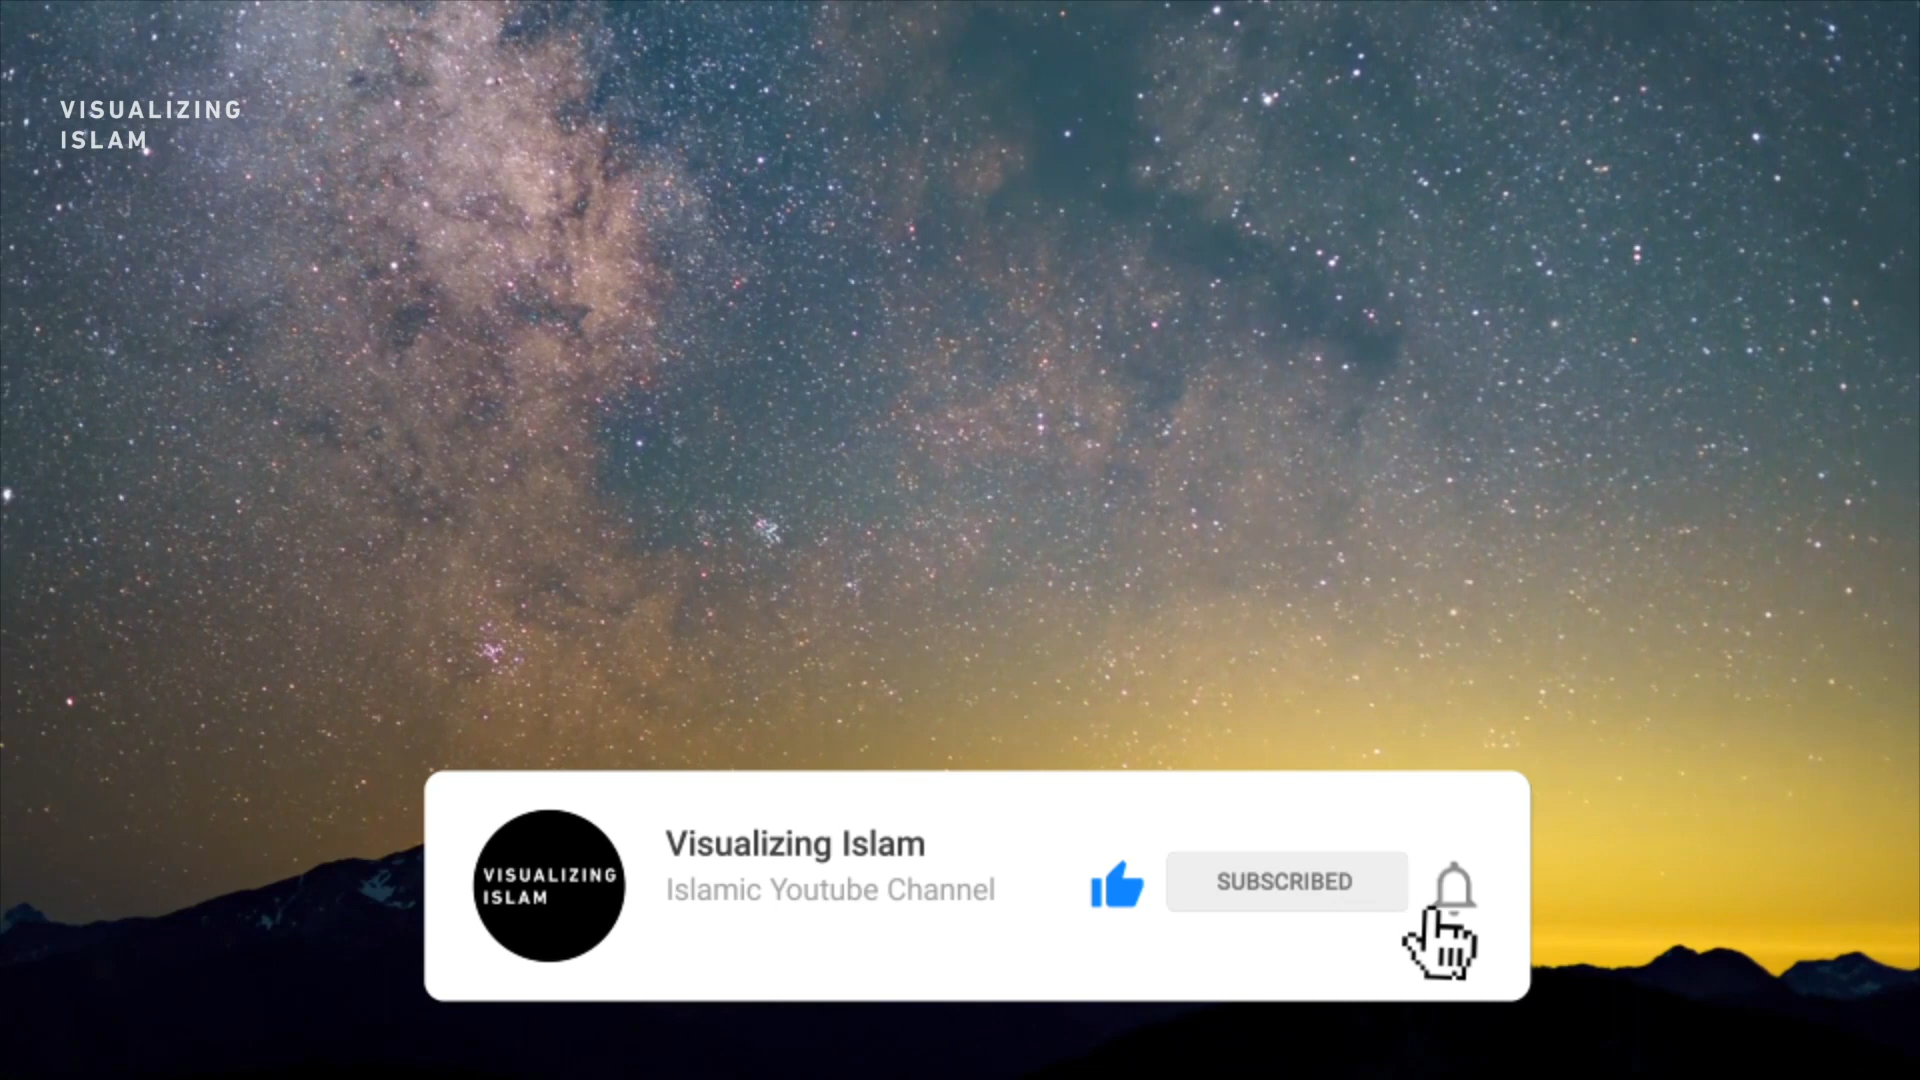 VISUALIZING
ISLAM
VISUALIZING
ISLAM
Visualizing Islam
Islamic Youtube Channel
SUBSCRIBED